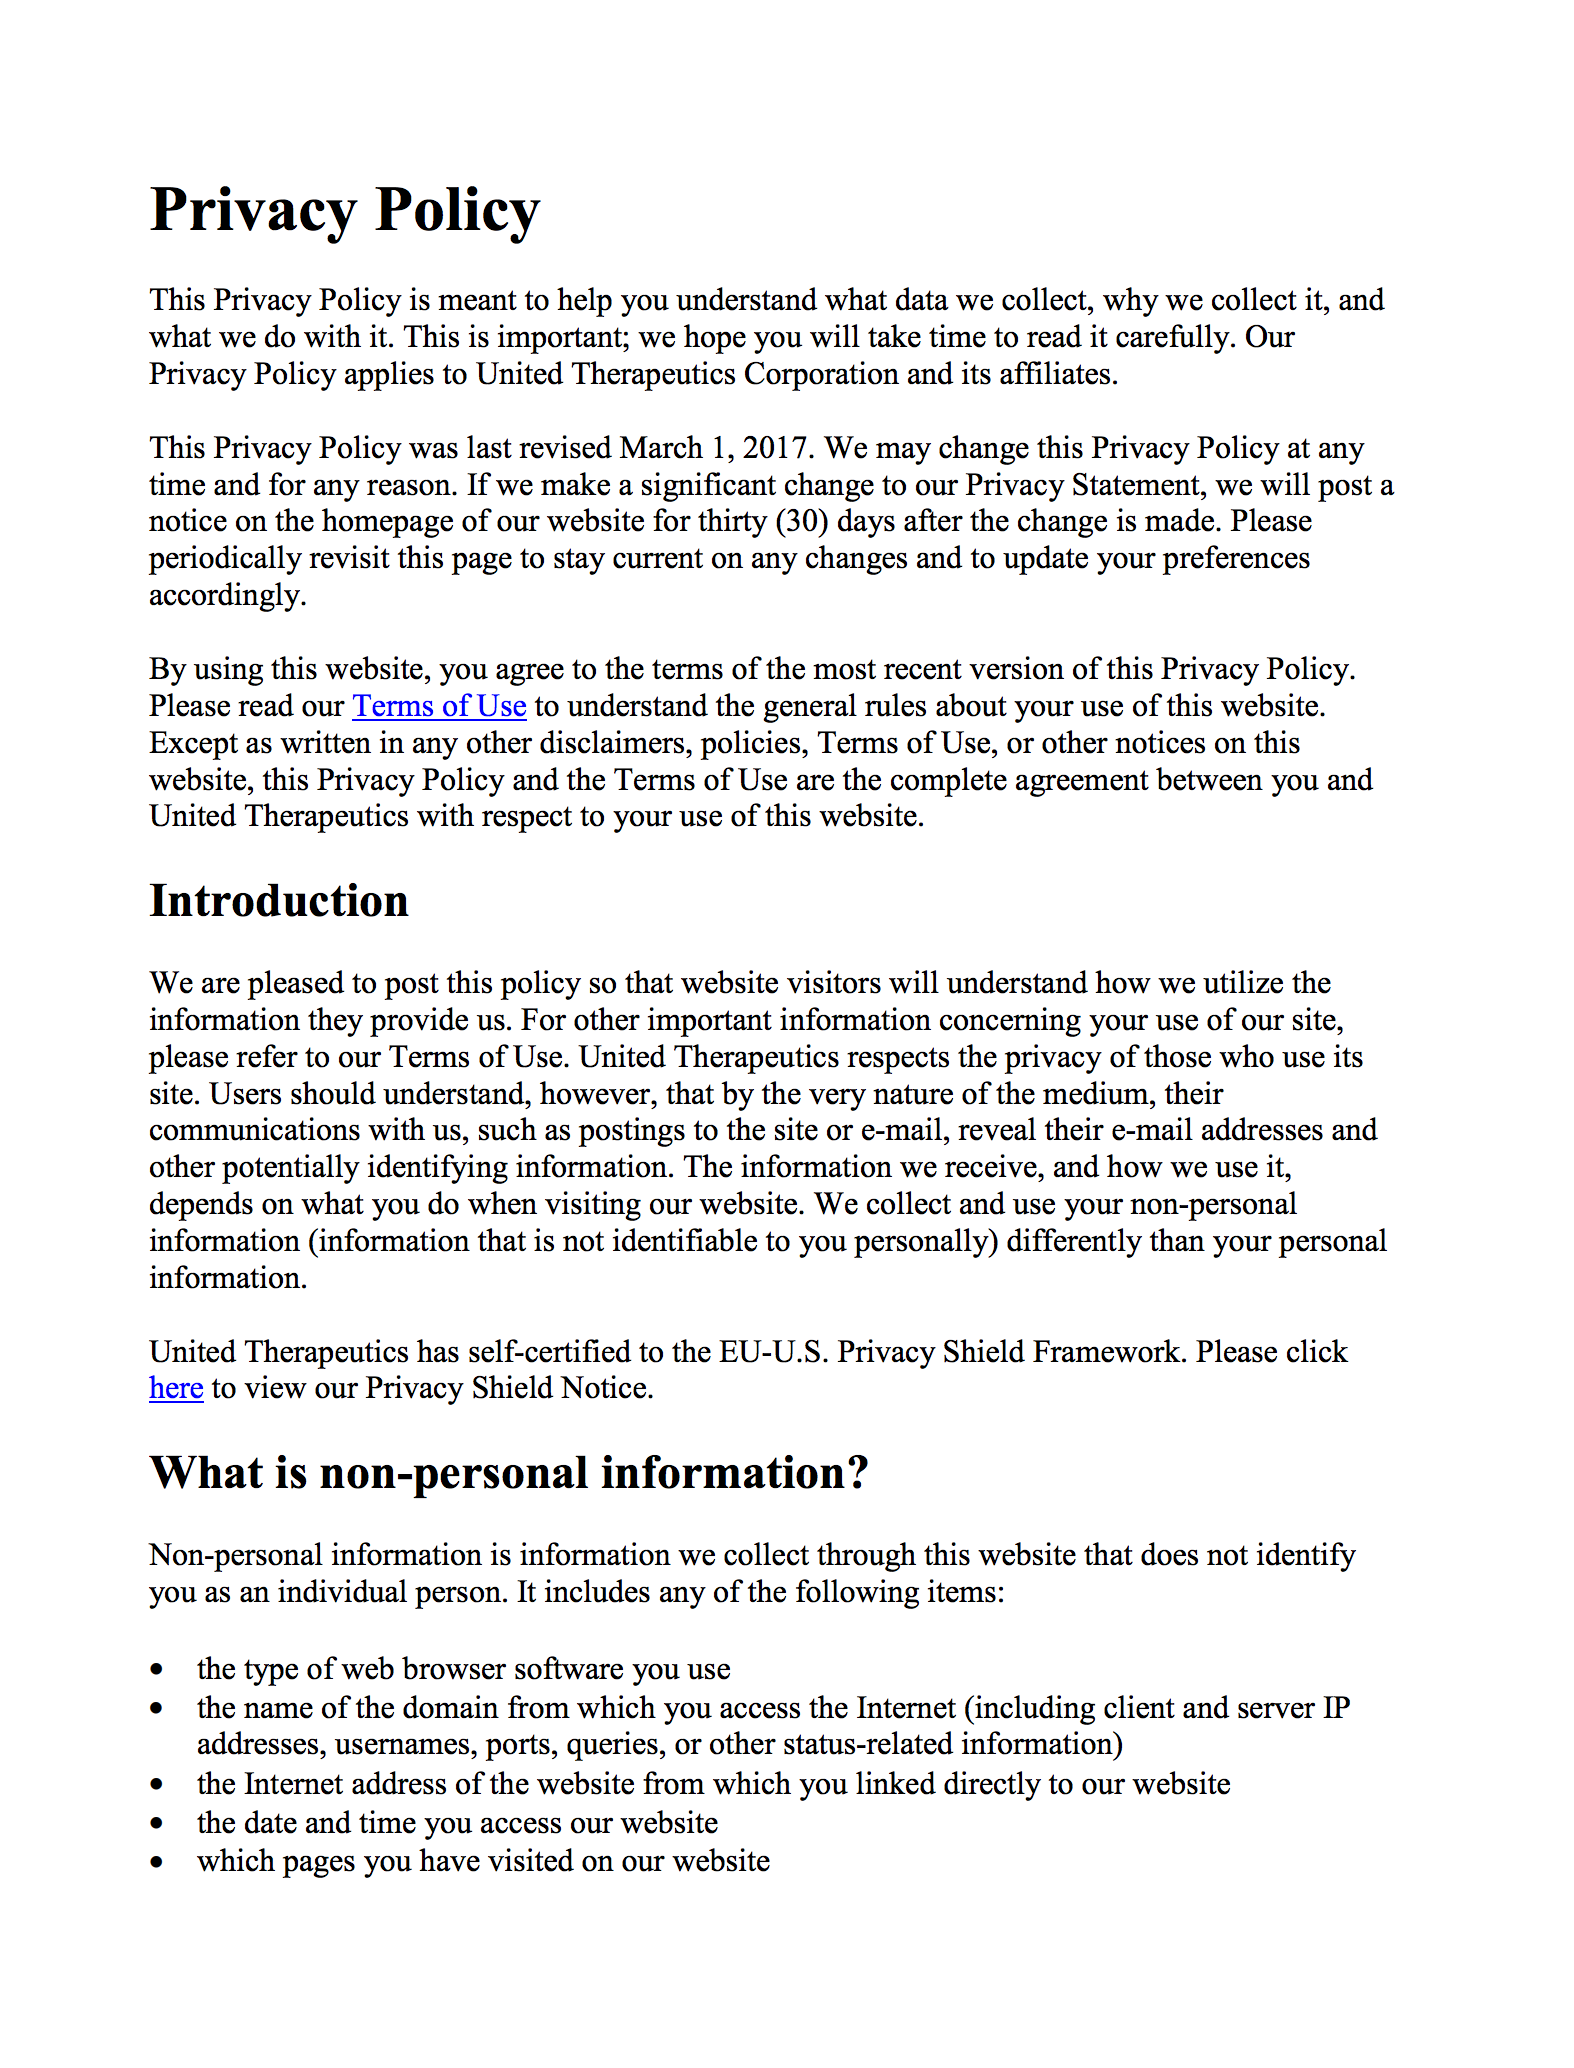 Privacy Policy
This Privacy Policy is meant to help you understand what data we collect, why we collect it, and
what we do with it. This is important; we hope you will take time to read it carefully. Our
Privacy Policy applies to United Therapeutics Corporation and its affiliates.
This Privacy Policy was last revised March 1, 2017. We may change this Privacy Policy at any
time and for any reason. If we make a significant change to our Privacy Statement, we will post a
notice on the homepage of our website for thirty (30) days after the change is made. Please
periodically revisit this page to stay current on any changes and to update your preferences
accordingly.
By using this website, you agree to the terms of the most recent version of this Privacy Policy.
Please read our Terms of Use to understand the general rules about your use of this website.
Except as written in any other disclaimers, policies, Terms of Use, or other notices on this
website, this Privacy Policy and the Terms of Use are the complete agreement between you and
United Therapeutics with respect to your use of this website.
Introduction
We are pleased to post this policy so that website visitors will understand how we utilize the
information they provide us. For other important information concerning your use of our site,
please refer to our Terms of Use. United Therapeutics respects the privacy of those who use its
site. Users should understand, however, that by the very nature of the medium, their
communications with us, such as postings to the site or e-mail, reveal their e-mail addresses and
other potentially identifying information. The information we receive, and how we use it,
depends on what you do when visiting our website. We collect and use your non-personal
information (information that is not identifiable to you personally) differently than your personal
information.
United Therapeutics has self-certified to the EU-U.S. Privacy Shield Framework. Please click
here to view our Privacy Shield Notice.
What is non-personal information?
Non-personal information is information we collect through this website that does not identify
you as an individual person. It includes any of the following items:
• the type of web browser software you use
• the name of the domain from which you access the Internet (including client and server IP
addresses, usernames, ports, queries, or other status-related information)
• the Internet address of the website from which you linked directly to our website
• the date and time you access our website
• which pages you have visited on our website